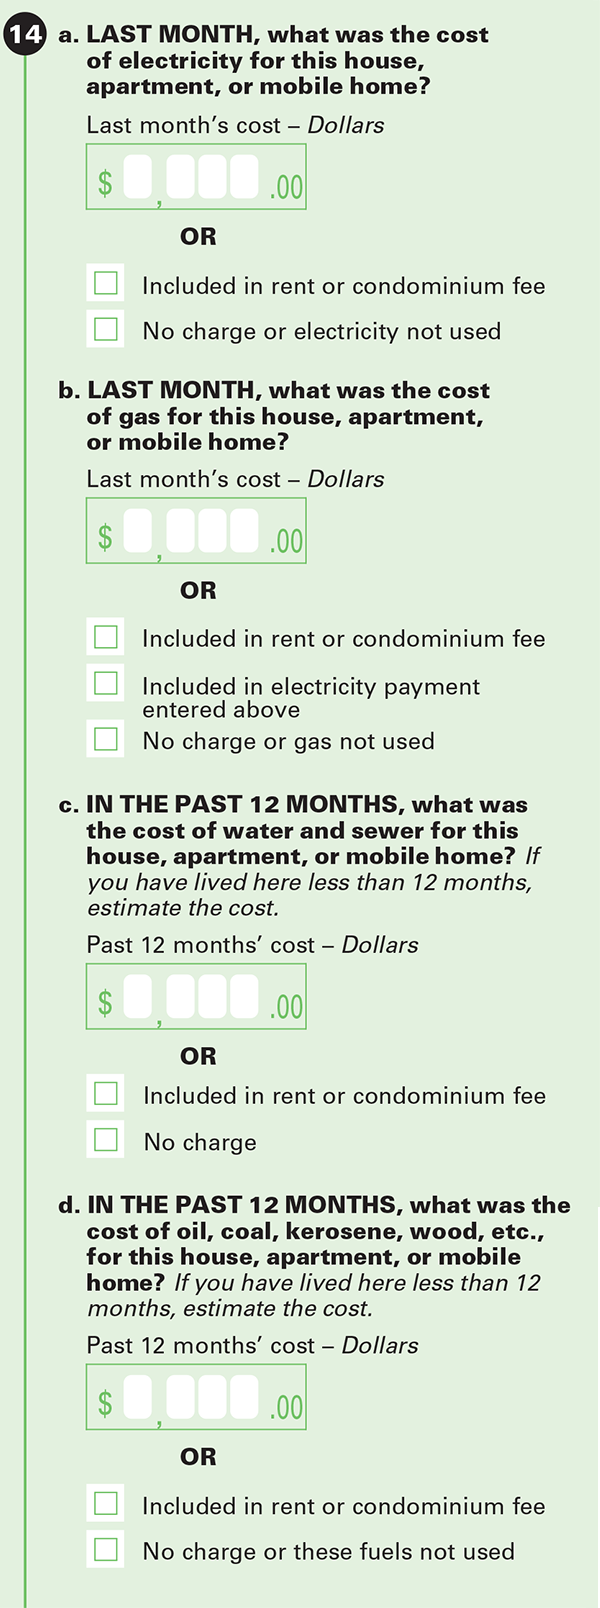 14 a. LAST MONTH, what was the cost
of electricity for this house,
apartment, or mobile home?
Last month’s cost – Dollars
$ , .00
OR
Included in rent or condominium fee
No charge or electricity not used
b. LAST MONTH, what was the cost
of gas for this house, apartment,
or mobile home?
Last month’s cost – Dollars
$ , .00
OR
Included in rent or condominium fee
Included in electricity payment
entered above
No charge or gas not used
c. IN THE PAST 12 MONTHS, what was
the cost of water and sewer for this
house, apartment, or mobile home? If
you have lived here less than 12 months,
estimate the cost.
Past 12 months’ cost – Dollars
$ , .00
OR
Included in rent or condominium fee
No charge
d. IN THE PAST 12 MONTHS, what was the
cost of oil, coal, kerosene, wood, etc.,
for this house, apartment, or mobile
home? If you have lived here less than 12
months, estimate the cost.
Past 12 months’ cost – Dollars
$ , .00
OR
Included in rent or condominium fee
No charge or these fuels not used